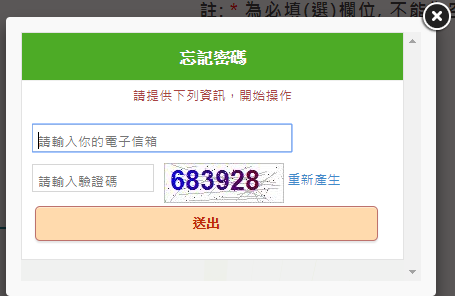 註: * 為必填(選)欄位, 不能
忘記密碼
請提供下列資訊，開始操作
請輸入你的電子信箱
請輸入驗證碼 683928 重新產生
送出